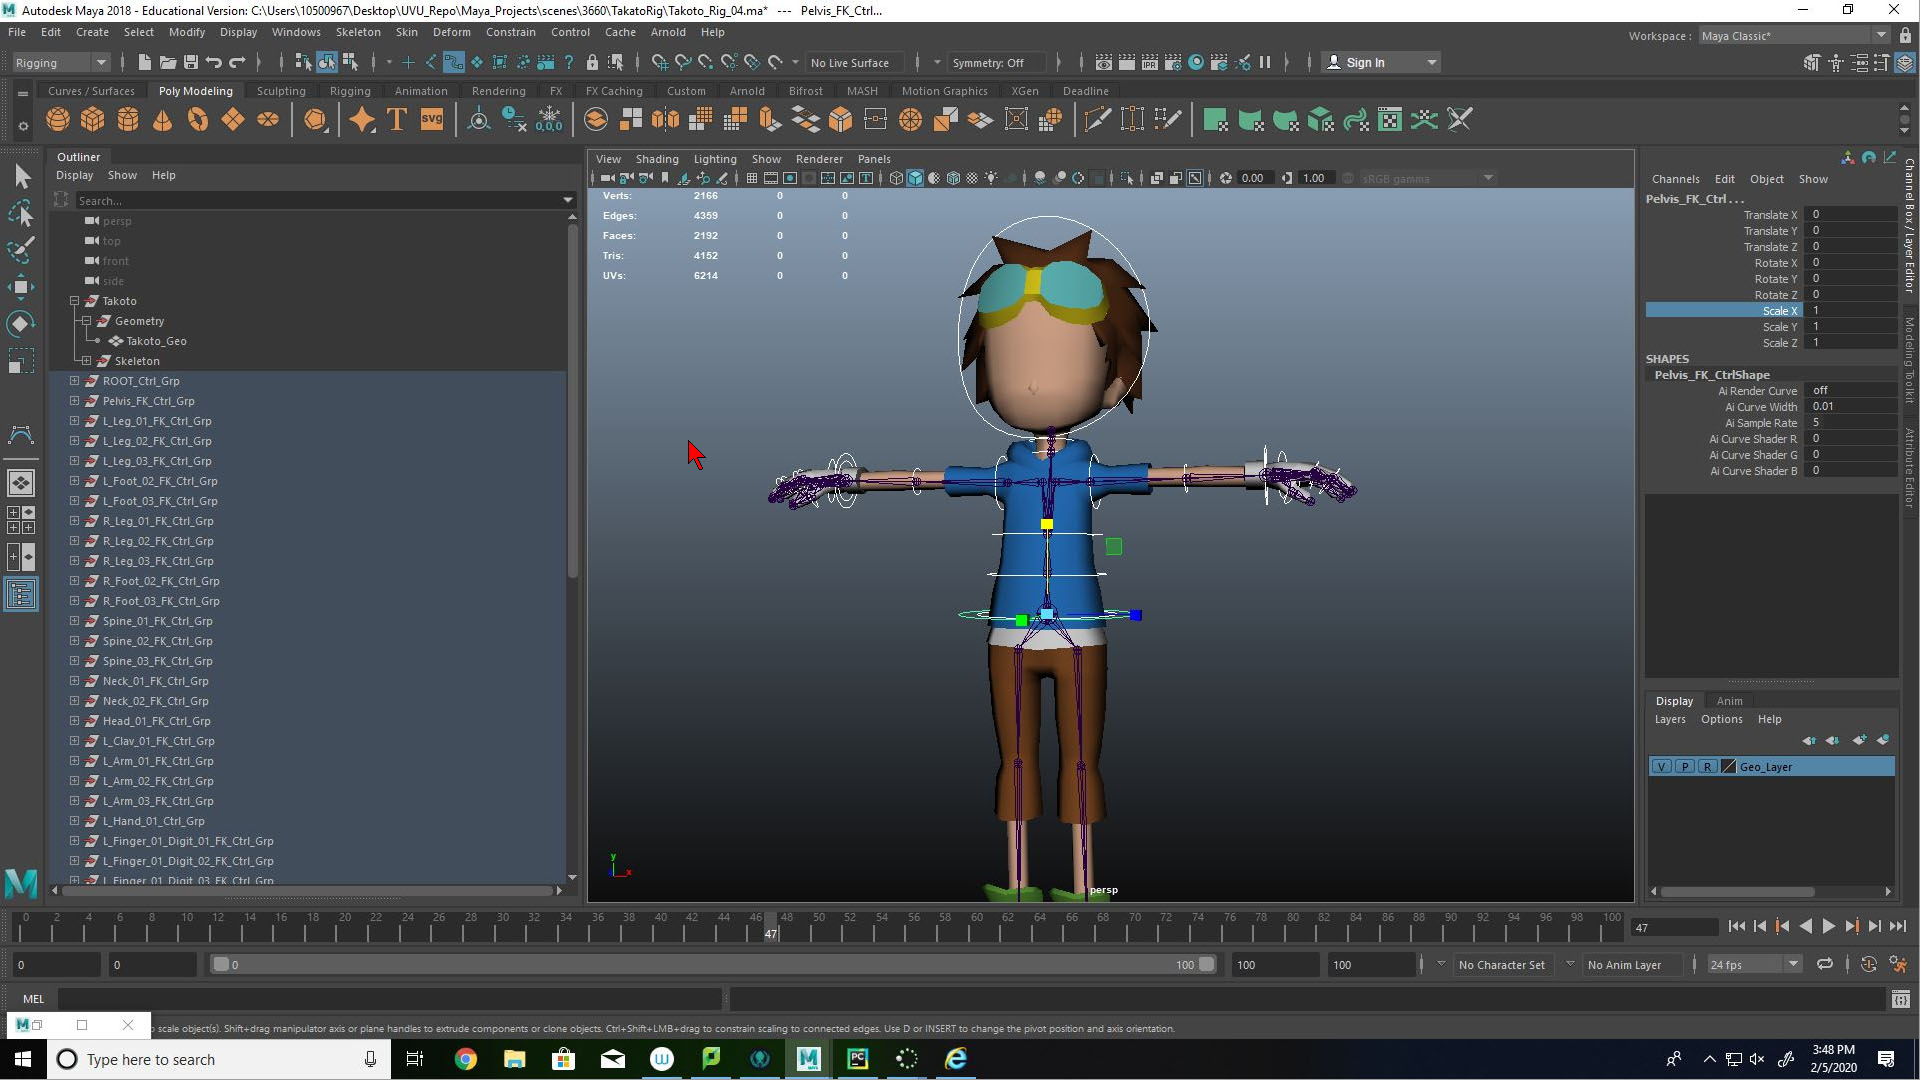 Autodesk Maya 2018 - Educational Version: C:\Users\10500967\Desktop\UVU_Repo\Maya_Projects\scenes\3660\TakatoRig\Takoto_Rig_04.ma* --- Pelvis_FK_Ctrl...
File Edit Create Select Modify Display Windows Skeleton Skin Deform Constrain Control Cache Arnold Help
Workspace : Maya Classic*
Rigging
No Live Surface
Symmetry: Off
Sign In
Curves / Surfaces Poly Modeling Sculpting Rigging Animation Rendering FX FX Caching Custom Arnold Bifrost MASH Motion Graphics XGen Deadline
Outliner
Display Show Help
Search...
persp
top
front
side
Takoto
Geometry
Takoto_Geo
Skeleton
ROOT_Ctrl_Grp
Pelvis_FK_Ctrl_Grp
L_Leg_01_FK_Ctrl_Grp
L_Leg_02_FK_Ctrl_Grp
L_Leg_03_FK_Ctrl_Grp
L_Foot_02_FK_Ctrl_Grp
L_Foot_03_FK_Ctrl_Grp
R_Leg_01_FK_Ctrl_Grp
R_Leg_02_FK_Ctrl_Grp
R_Leg_03_FK_Ctrl_Grp
R_Foot_02_FK_Ctrl_Grp
R_Foot_03_FK_Ctrl_Grp
Spine_01_FK_Ctrl_Grp
Spine_02_FK_Ctrl_Grp
Spine_03_FK_Ctrl_Grp
Neck_01_FK_Ctrl_Grp
Neck_02_FK_Ctrl_Grp
Head_01_FK_Ctrl_Grp
L_Clav_01_FK_Ctrl_Grp
L_Arm_01_FK_Ctrl_Grp
L_Arm_02_FK_Ctrl_Grp
L_Arm_03_FK_Ctrl_Grp
L_Hand_01_Ctrl_Grp
L_Finger_01_Digit_01_FK_Ctrl_Grp
L_Finger_01_Digit_02_FK_Ctrl_Grp
L_Finger_01_Digit_03_FK_Ctrl_Grp
View Shading Lighting Show Renderer Panels
0.00 1.00 sRGB gamma
Verts: 2166 0 0
Edges: 4359 0 0
Faces: 2192 0 0
Tris: 4152 0 0
UVs: 6214 0 0
y
x
persp
Channels Edit Object Show
Pelvis_FK_Ctrl . . .
Translate X 0
Translate Y 0
Translate Z 0
Rotate X 0
Rotate Y 0
Rotate Z 0
Scale X 1
Scale Y 1
Scale Z 1
SHAPES
Pelvis_FK_CtrlShape
Ai Render Curve off
Ai Curve Width 0.01
Ai Sample Rate 5
Ai Curve Shader R 0
Ai Curve Shader G 0
Ai Curve Shader B 0
Channel Box / Layer Editor
Modeling Toolkit
Attribute Editor
Display Anim
Layers Options Help
V P R Geo_Layer
0 2 4 6 8 10 12 14 16 18 20 22 24 26 28 30 32 34 36 38 40 42 44 46 48 50 52 54 56 58 60 62 64 66 68 70 72 74 76 78 80 82 84 86 88 90 92 94 96 98 100
47
47
0 0 0 100 100 100 No Character Set No Anim Layer 24 fps
MEL
scale object(s). Shift+drag manipulator axis or plane handles to extrude components or clone objects. Ctrl+Shift+LMB+drag to constrain scaling to connected edges. Use D or INSERT to change the pivot position and axis orientation.
Type here to search
3:48 PM
2/5/2020